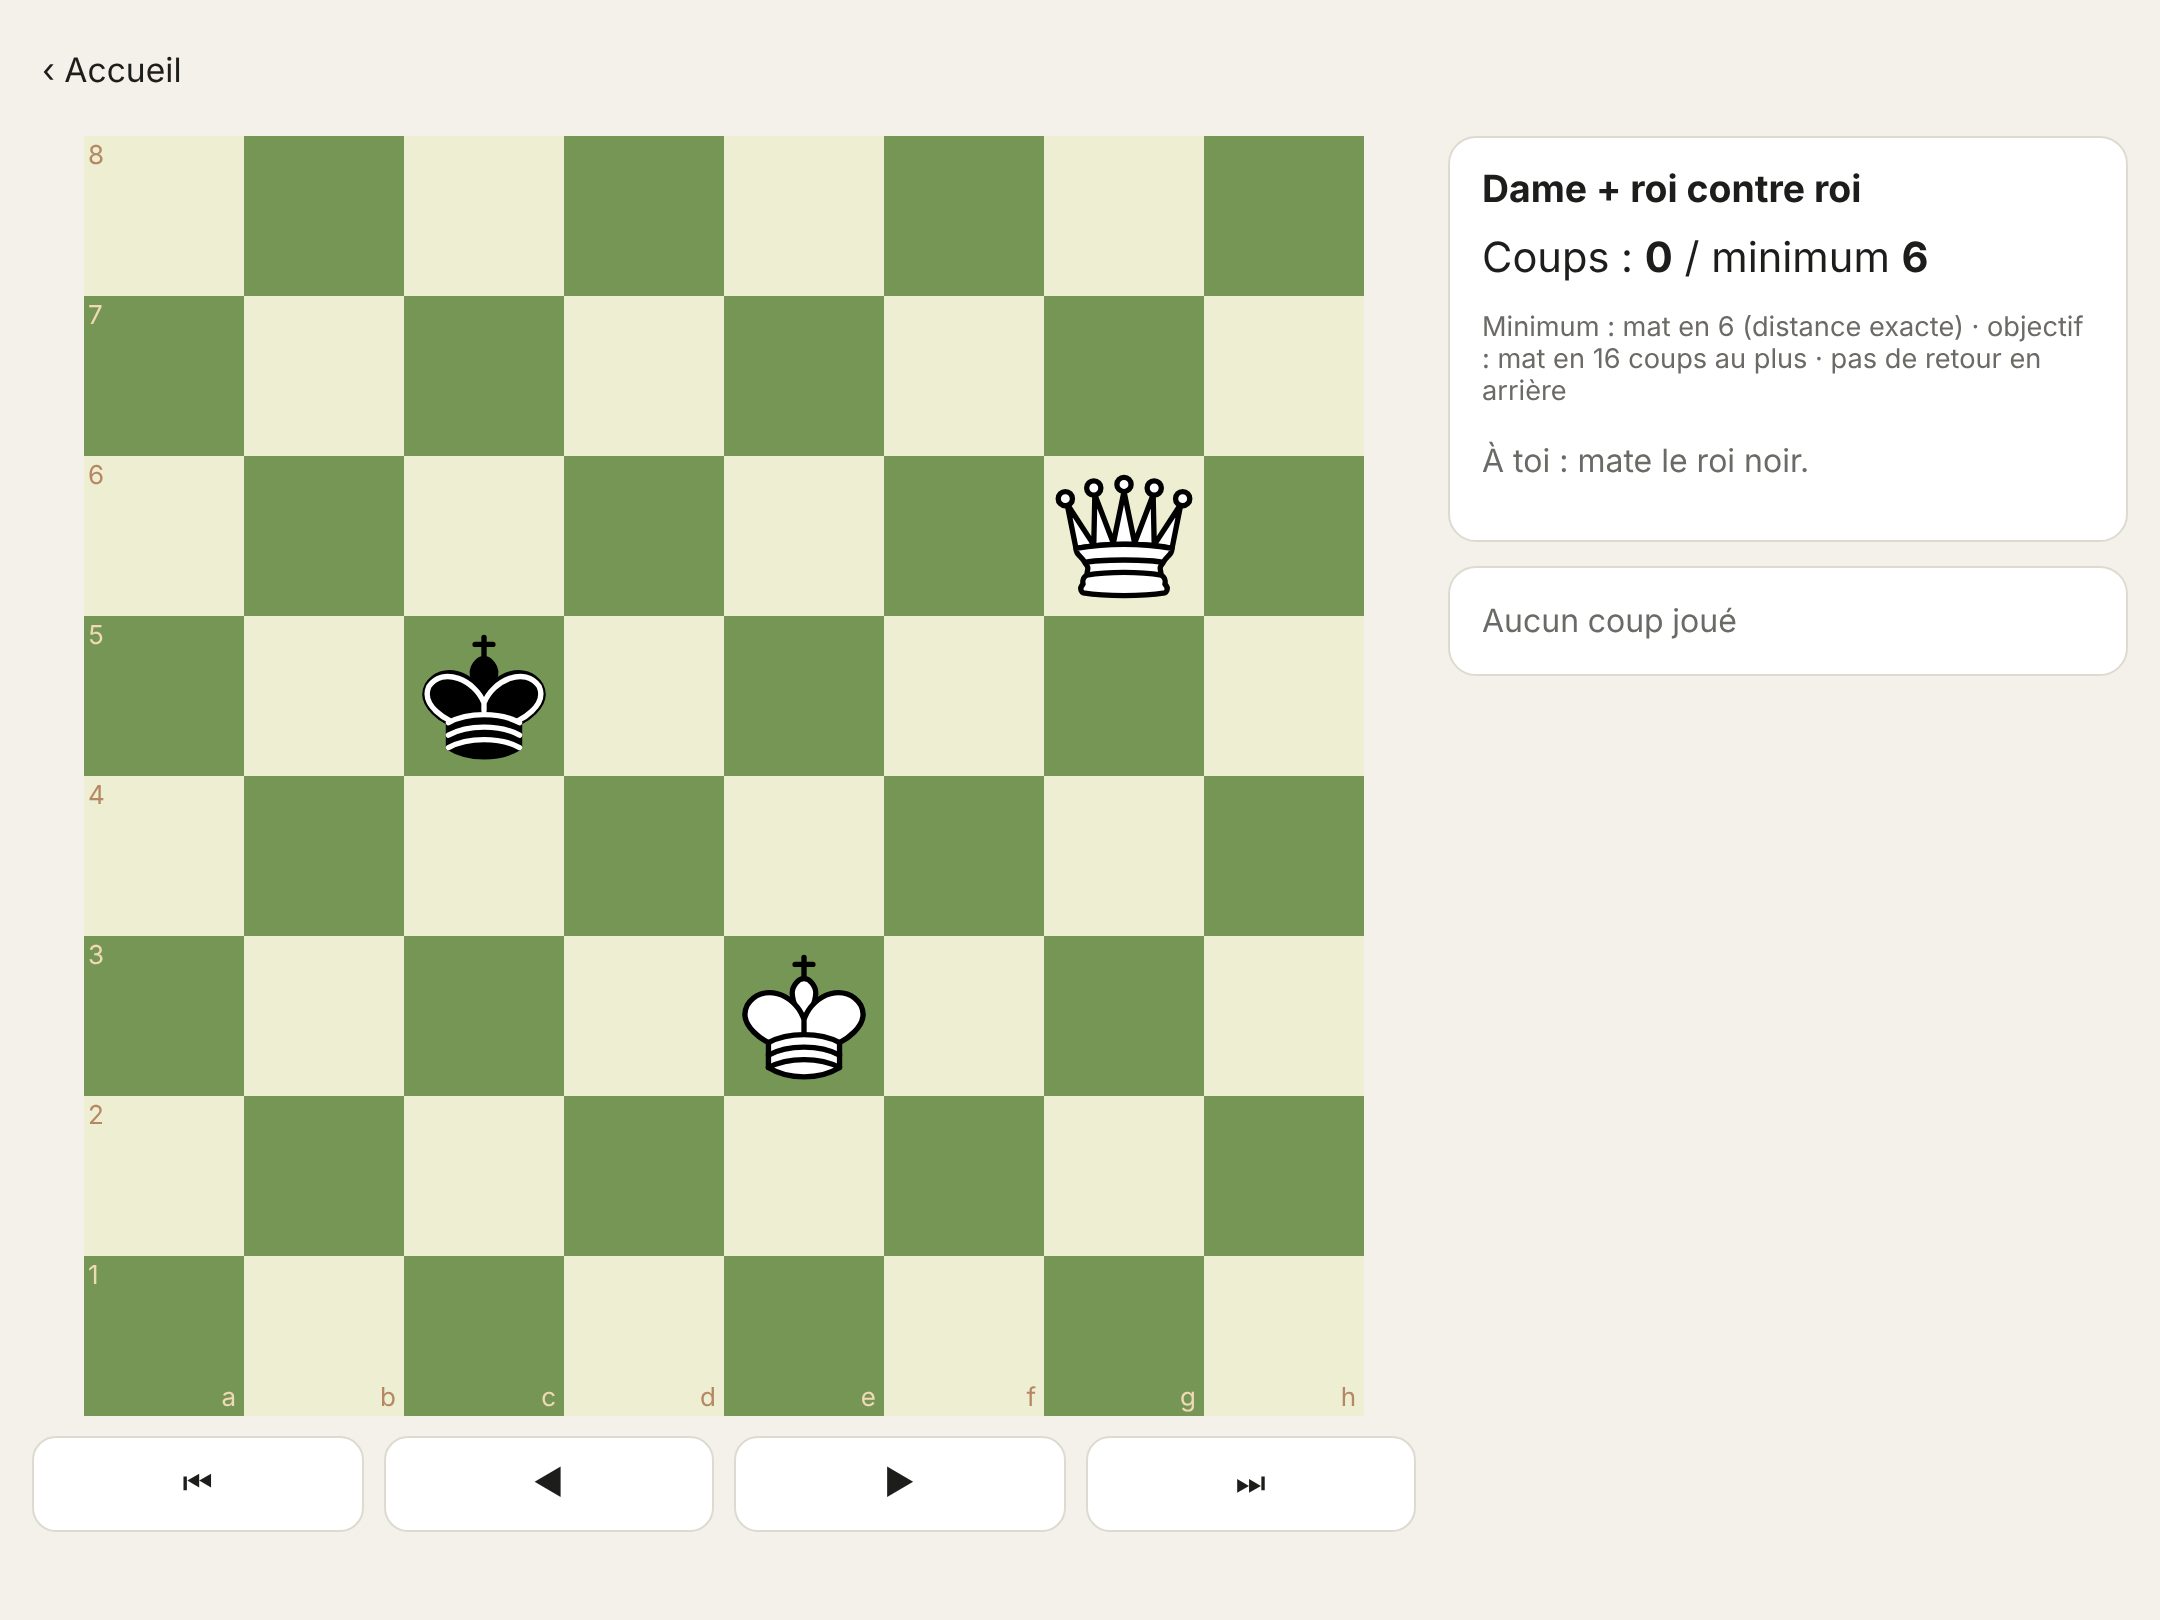 ‹ Accueil
8
7
6
5
4
3
2
1
a b c d e f g h
Dame + roi contre roi
Coups : 0 / minimum 6
Minimum : mat en 6 (distance exacte) · objectif
: mat en 16 coups au plus · pas de retour en
arrière
À toi : mate le roi noir.
Aucun coup joué